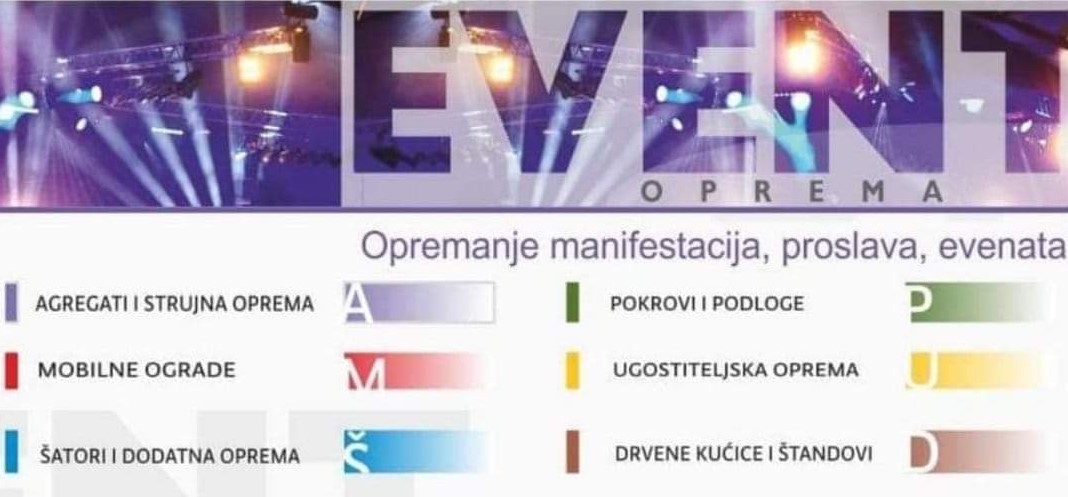 EVENT
OPREMA
Opremanje manifestacija, proslava, evenata
AGREGATI I STRUJNA OPREMA
A
POKROVI I PODLOGE
P
MOBILNE OGRADE
M
UGOSTITELJSKA OPREMA
U
ŠATORI I DODATNA OPREMA
Š
DRVENE KUĆICE I ŠTANDOVI
D